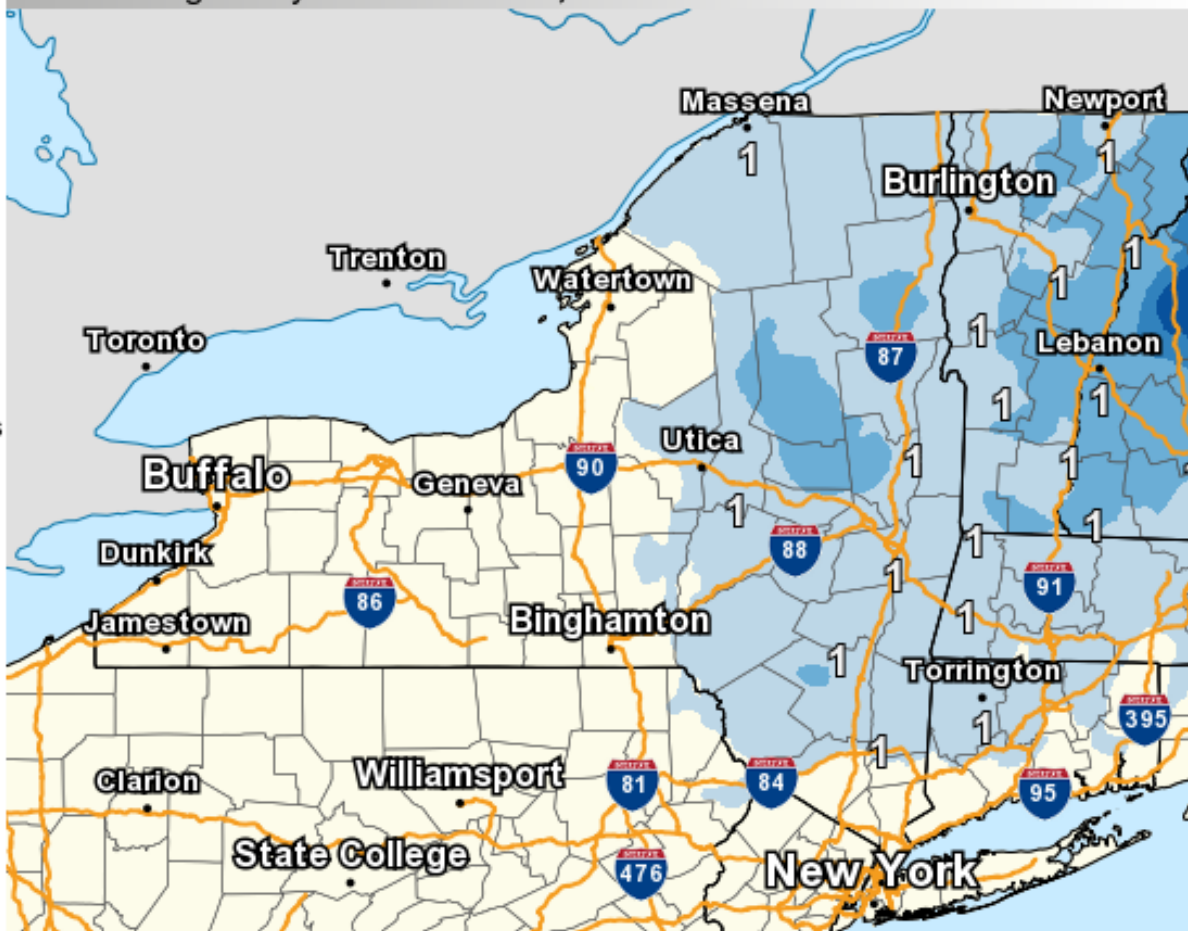 Massena
Newport
1
1
Burlington
Trenton
1
Watertown
1
Toronto
1
87
Lebanon
1
1
Utica
Buffalo
90
Geneva
1
1
1
1
Dunkirk
88
1
1
86
91
Jamestown
Binghamton
1
1
Torrington
395
1
1
Clarion
Williamsport
81
84
95
State College
476
New York